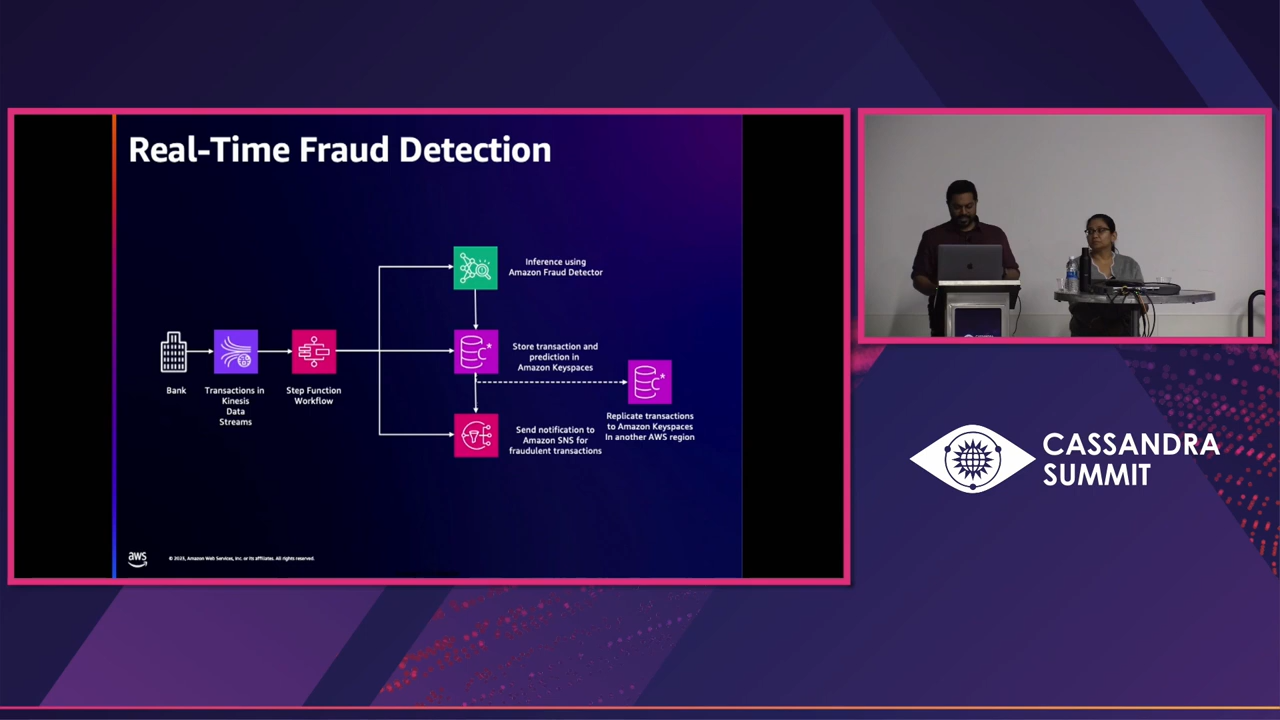 Real-Time Fraud Detection
Inference using
Amazon Fraud Detector
Bank
Transactions in
Kinesis
Data
Streams
Step Function
Workflow
Store transaction and
prediction in
Amazon Keyspaces
Replicate transactions
to Amazon Keyspaces
In another AWS region
Send notification to
Amazon SNS for
fraudulent transactions
aws
© 2023, Amazon Web Services, Inc. or its affiliates. All rights reserved.
CASSANDRA
SUMMIT